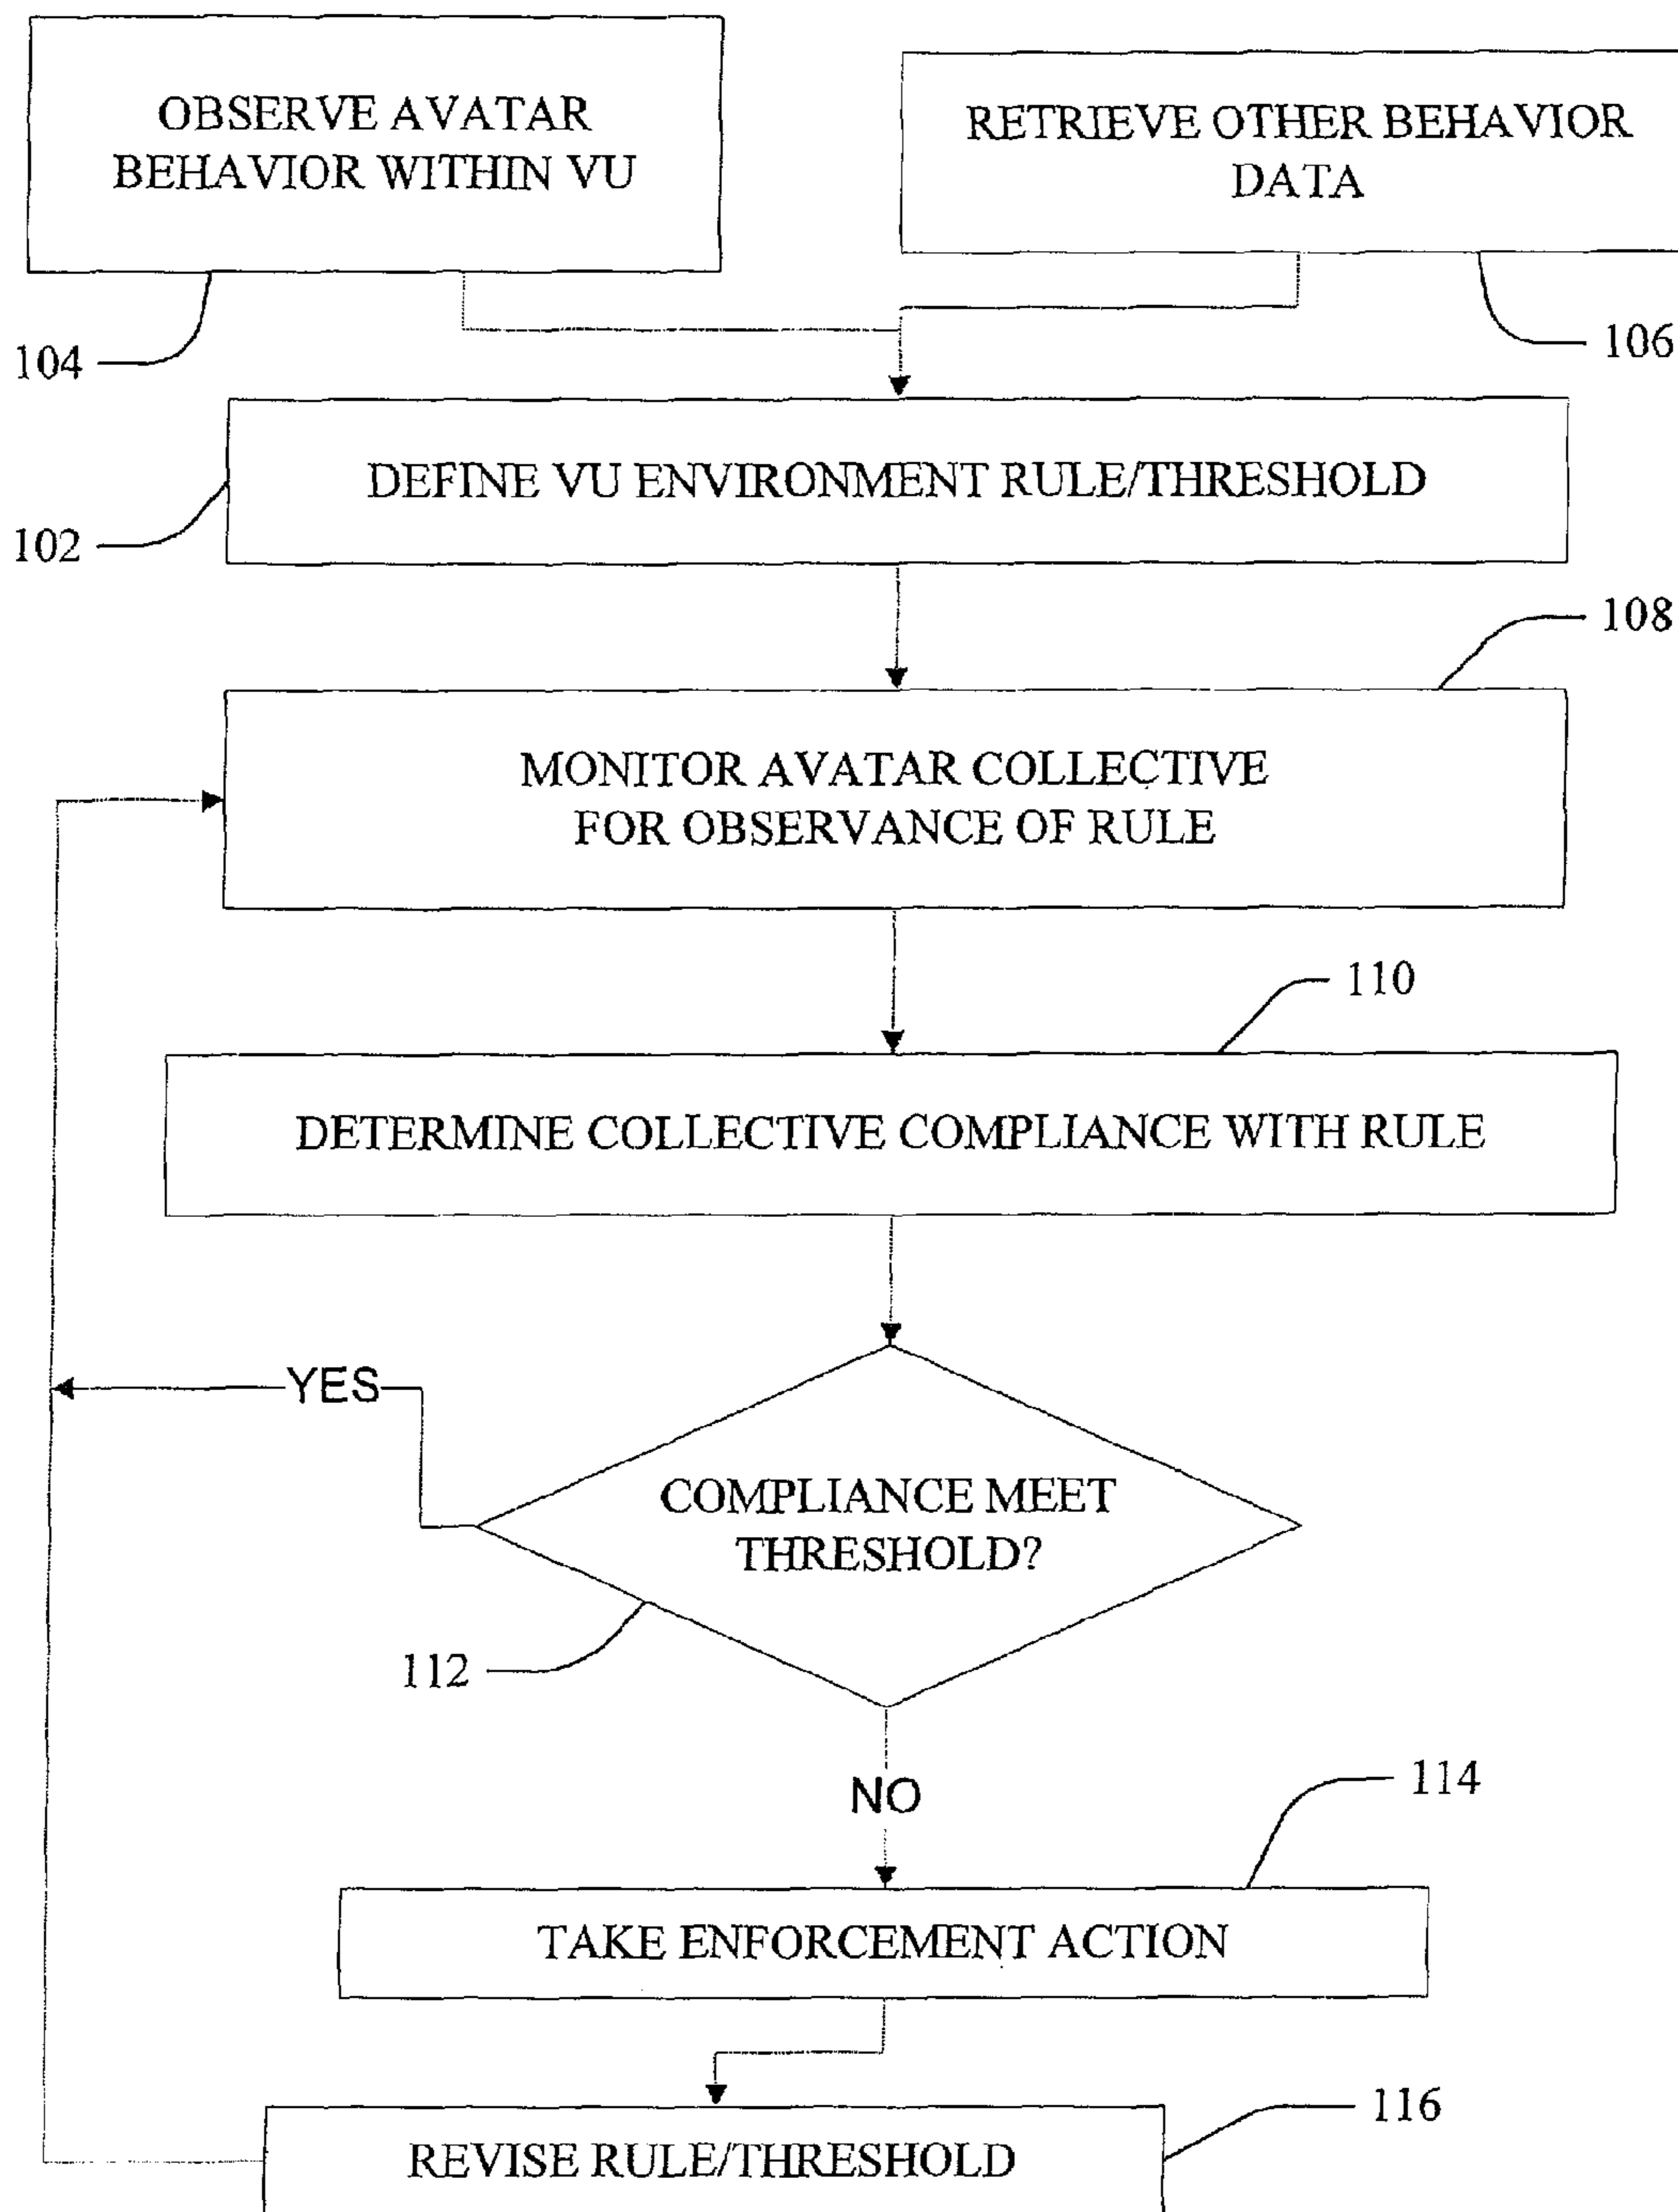 OBSERVE AVATAR
BEHAVIOR WITHIN VU
RETRIEVE OTHER BEHAVIOR
DATA
104
106
DEFINE VU ENVIRONMENT RULE/THRESHOLD
102
108
MONITOR AVATAR COLLECTIVE
FOR OBSERVANCE OF RULE
110
DETERMINE COLLECTIVE COMPLIANCE WITH RULE
YES
COMPLIANCE MEET
THRESHOLD?
112
NO
114
TAKE ENFORCEMENT ACTION
116
REVISE RULE/THRESHOLD